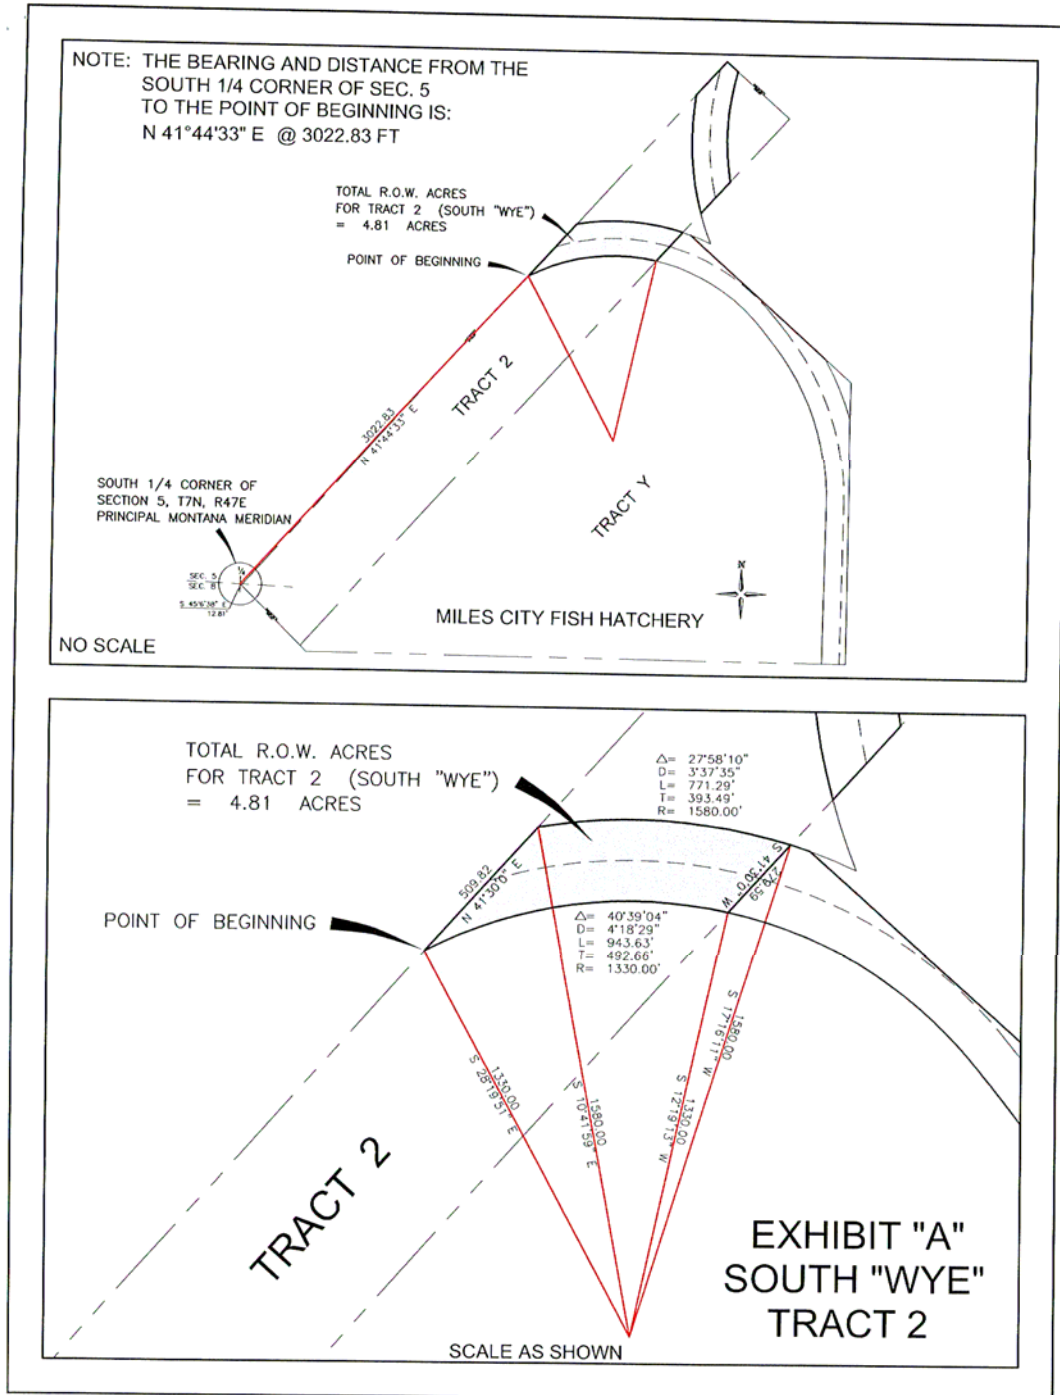 NOTE: THE BEARING AND DISTANCE FROM THE
SOUTH 1/4 CORNER OF SEC. 5
TO THE POINT OF BEGINNING IS:
N 41°44'33" E @ 3022.83 FT
TOTAL R.O.W. ACRES
FOR TRACT 2 (SOUTH "WYE")
= 4.81 ACRES
POINT OF BEGINNING
3022.83
N 41°44'33" E
TRACT 2
TRACT Y
SOUTH 1/4 CORNER OF
SECTION 5, T7N, R47E
PRINCIPAL MONTANA MERIDIAN
1/4
SEC. 5
SEC. 8
12.81'
N
MILES CITY FISH HATCHERY
NO SCALE
TOTAL R.O.W. ACRES
FOR TRACT 2 (SOUTH "WYE")
= 4.81 ACRES
△= 27°58'10"
D= 3°37'35"
L= 771.29'
T= 393.49'
R= 1580.00'
509.82
N 41°30'0" E
S 41°30'0" W
279.59
POINT OF BEGINNING
△= 40°39'04"
D= 4°18'29"
L= 943.63'
T= 492.66'
R= 1330.00'
1330.00
S 28°19'51" E
1580.00
S 10°41'59" E
1330.00
S 12°19'13" W
1580.00
S 17°16'11" W
TRACT 2
EXHIBIT "A"
SOUTH "WYE"
TRACT 2
SCALE AS SHOWN